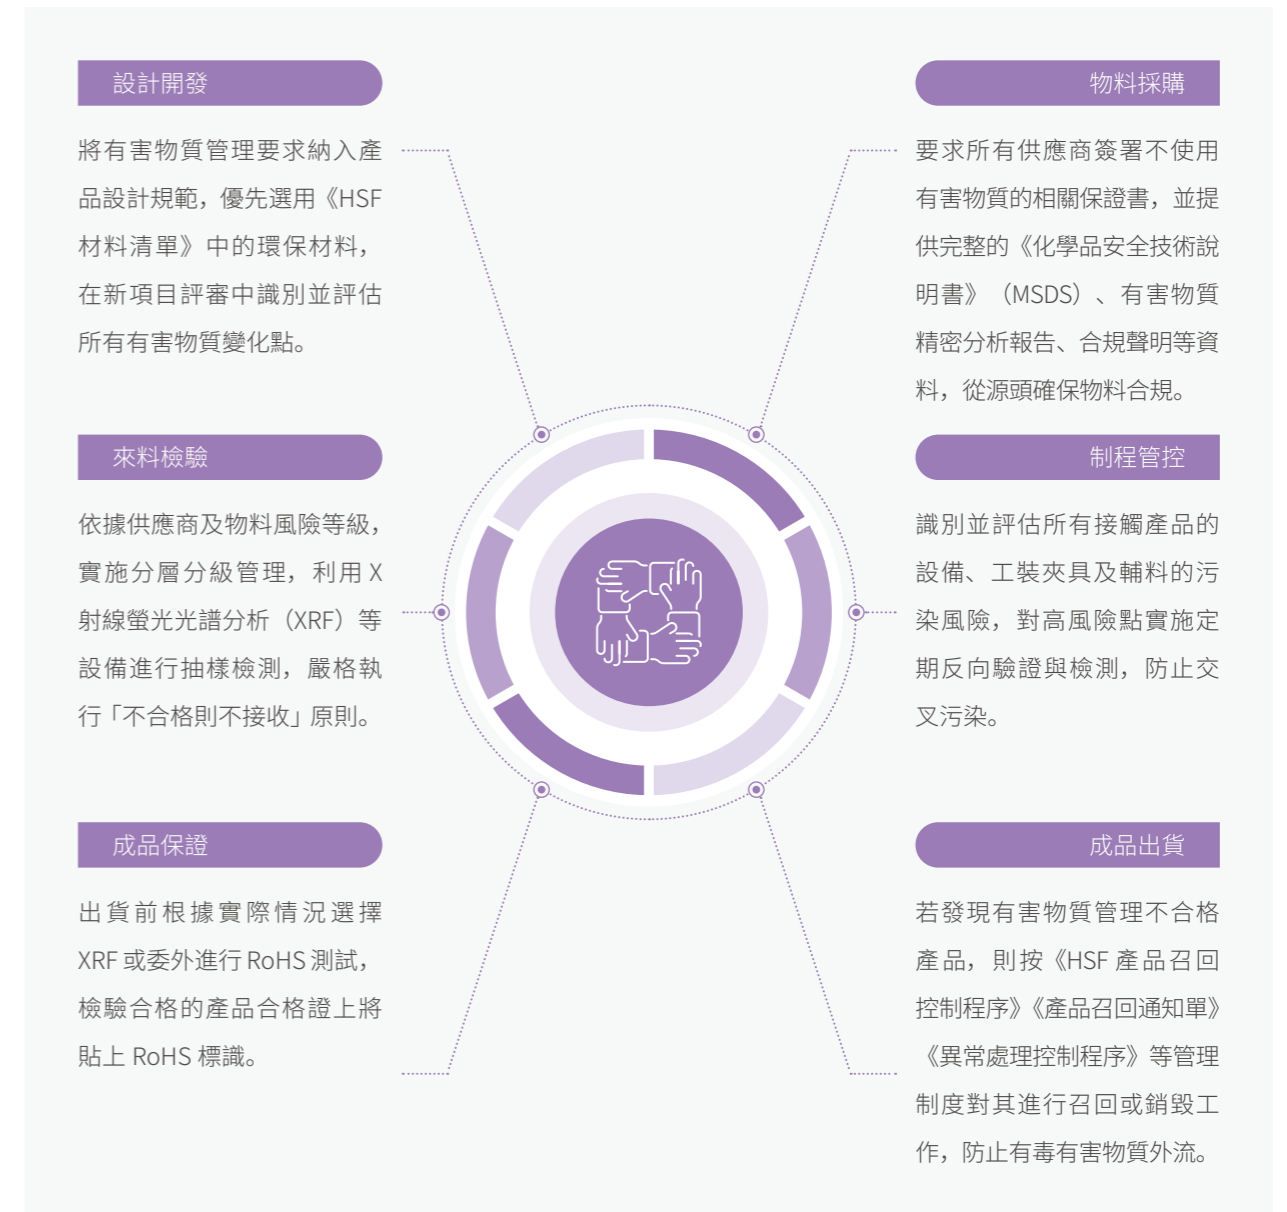 設計開發
將有害物質管理要求納入產
品設計規範，優先選用《HSF
材料清單》中的環保材料，
在新項目評審中識別並評估
所有有害物質變化點。
物料採購
要求所有供應商簽署不使用
有害物質的相關保證書，並提
供完整的《化學品安全技術說
明書》（MSDS）、有害物質
精密分析報告、合規聲明等資
料，從源頭確保物料合規。
來料檢驗
依據供應商及物料風險等級，
實施分層分級管理，利用 X
射線螢光光譜分析（XRF）等
設備進行抽樣檢測，嚴格執
行「不合格則不接收」原則。
制程管控
識別並評估所有接觸產品的
設備、工裝夾具及輔料的污
染風險，對高風險點實施定
期反向驗證與檢測，防止交
叉污染。
成品保證
出貨前根據實際情況選擇
XRF 或委外進行 RoHS 測試，
檢驗合格的產品合格證上將
貼上 RoHS 標識。
成品出貨
若發現有害物質管理不合格
產品，則按《HSF 產品召回
控制程序》《產品召回通知單》
《異常處理控制程序》等管理
制度對其進行召回或銷毀工
作，防止有毒有害物質外流。